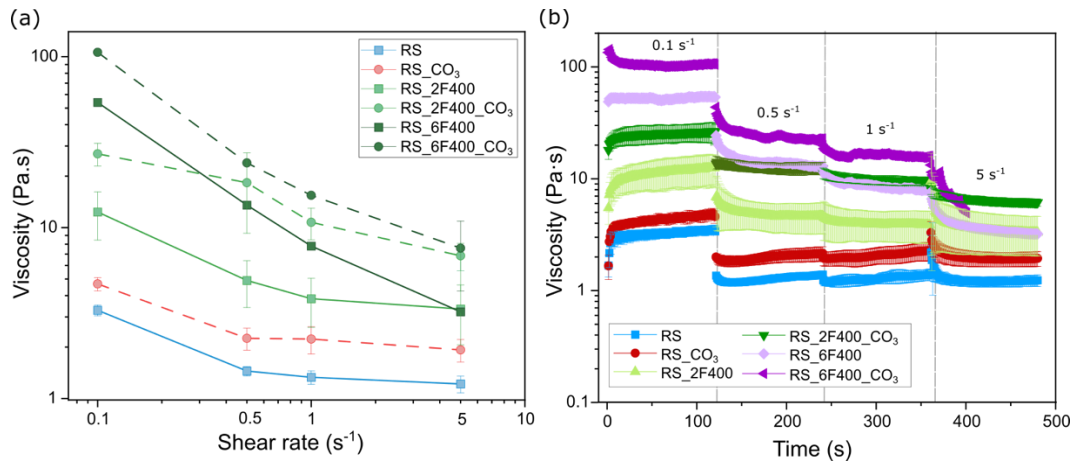 (a)
100
10
1
Viscosity (Pa.s)
0.1
0.5
1
5
10
Shear rate (s⁻¹)
RS
RS_CO₃
RS_2F400
RS_2F400_CO₃
RS_6F400
RS_6F400_CO₃
(b)
100
10
1
0.1
Viscosity (Pa·s)
0.1 s⁻¹
0.5 s⁻¹
1 s⁻¹
5 s⁻¹
RS
RS_CO₃
RS_2F400
RS_2F400_CO₃
RS_6F400
RS_6F400_CO₃
0
100
200
300
400
500
Time (s)